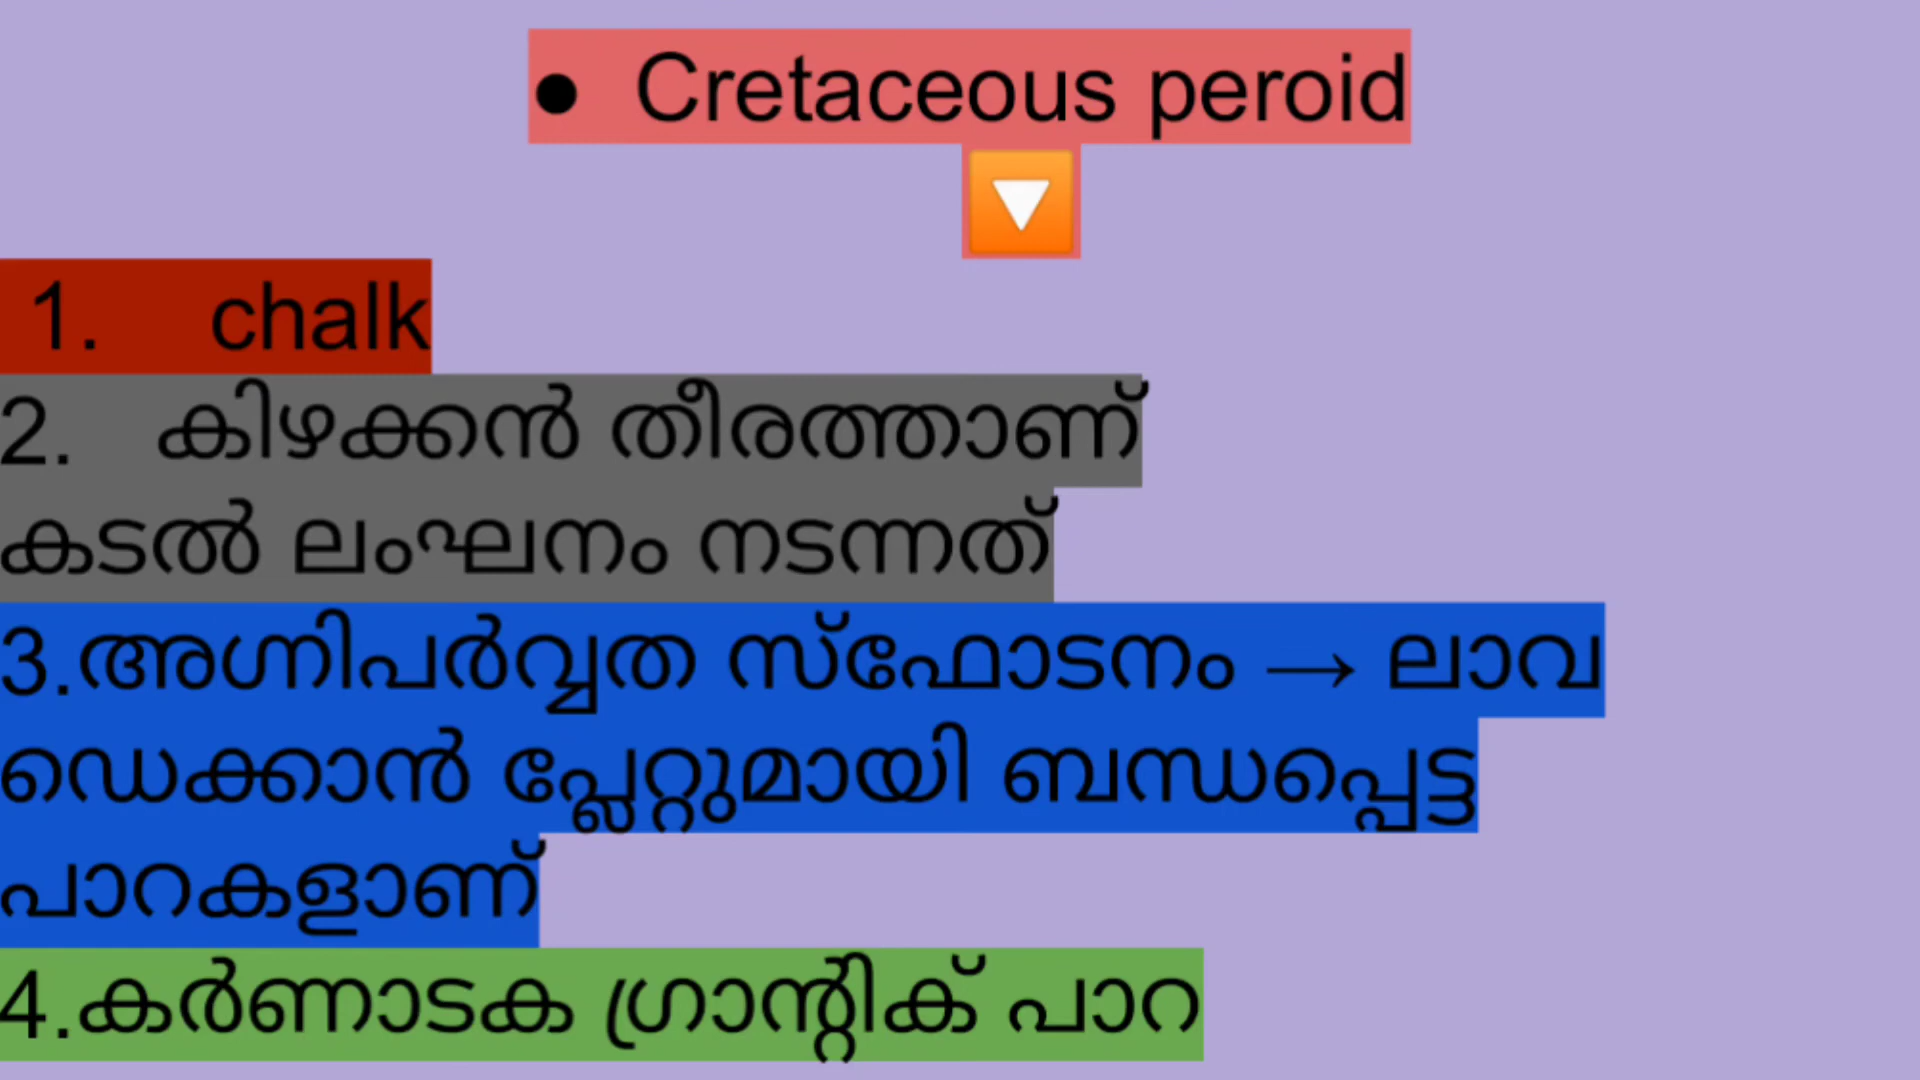 ● Cretaceous peroid
🔽
1. chalk
2. കിഴക്കൻ തീരത്താണ്
കടൽ ലംഘനം നടന്നത്
3.അഗ്നിപർവ്വത സ്ഫോടനം → ലാവ
ഡെക്കാൻ പ്ലേറ്റുമായി ബന്ധപ്പെട്ട
പാറകളാണ്
4.കർണാടക ഗ്രാന്റിക് പാറ